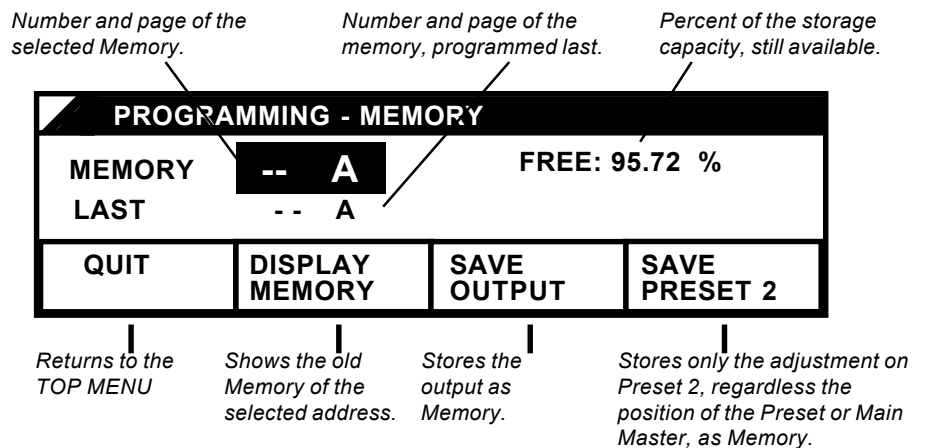 Number and page of the
selected Memory.
Number and page of the
memory, programmed last.
Percent of the storage
capacity, still available.
PROGRAMMING - MEMORY
MEMORY -- A FREE: 95.72 %
LAST - - A
QUIT
DISPLAY
MEMORY
SAVE
OUTPUT
SAVE
PRESET 2
Returns to the
TOP MENU
Shows the old
Memory of the
selected address.
Stores the
output as
Memory.
Stores only the adjustment on
Preset 2, regardless the
position of the Preset or Main
Master, as Memory.